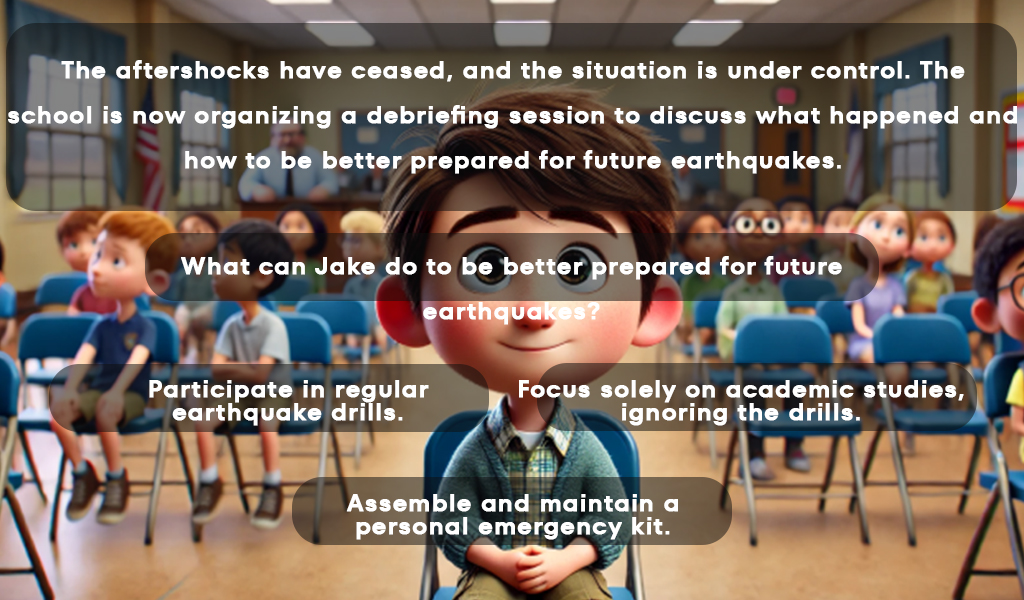 The aftershocks have ceased, and the situation is under control. The
school is now organizing a debriefing session to discuss what happened and
how to be better prepared for future earthquakes.
What can Jake do to be better prepared for future
earthquakes?
Participate in regular
earthquake drills.
Focus solely on academic studies,
ignoring the drills.
Assemble and maintain a
personal emergency kit.